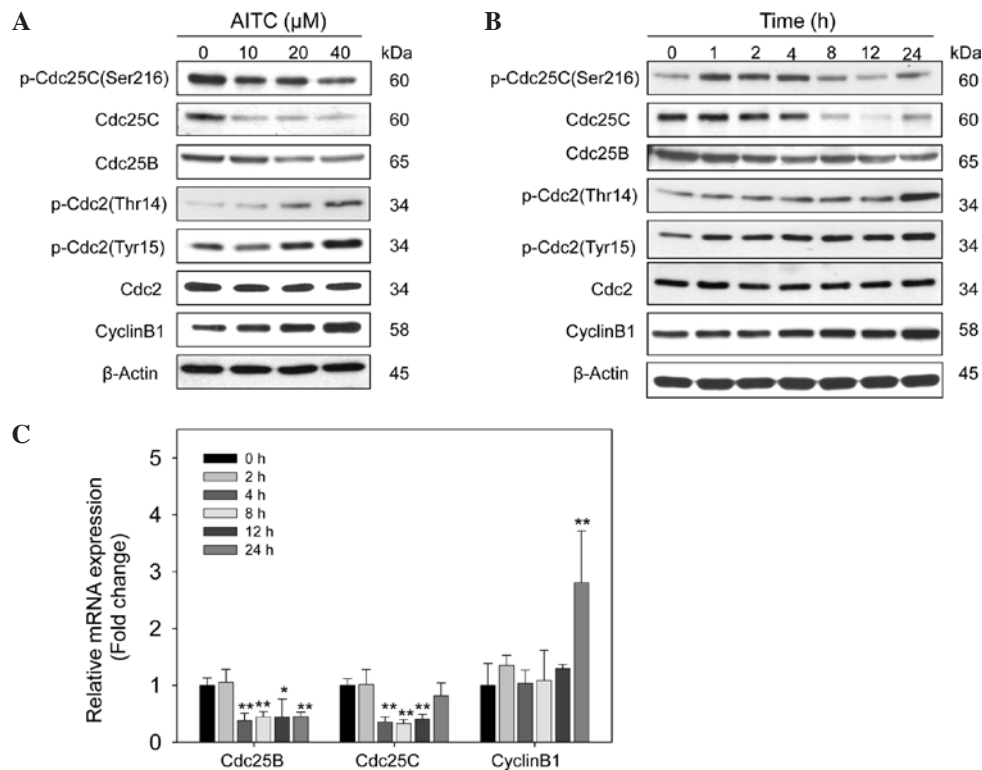 A
AITC (µM)
0 10 20 40 kDa
p-Cdc25C(Ser216) 60
Cdc25C 60
Cdc25B 65
p-Cdc2(Thr14) 34
p-Cdc2(Tyr15) 34
Cdc2 34
CyclinB1 58
β-Actin 45
B
Time (h)
0 1 2 4 8 12 24 kDa
p-Cdc25C(Ser216) 60
Cdc25C 60
Cdc25B 65
p-Cdc2(Thr14) 34
p-Cdc2(Tyr15) 34
Cdc2 34
CyclinB1 58
β-Actin 45
C
Relative mRNA expression
(Fold change)
5
4
3
2
1
0
0 h
2 h
4 h
8 h
12 h
24 h
** ** * **
** ** **
**
Cdc25B Cdc25C CyclinB1